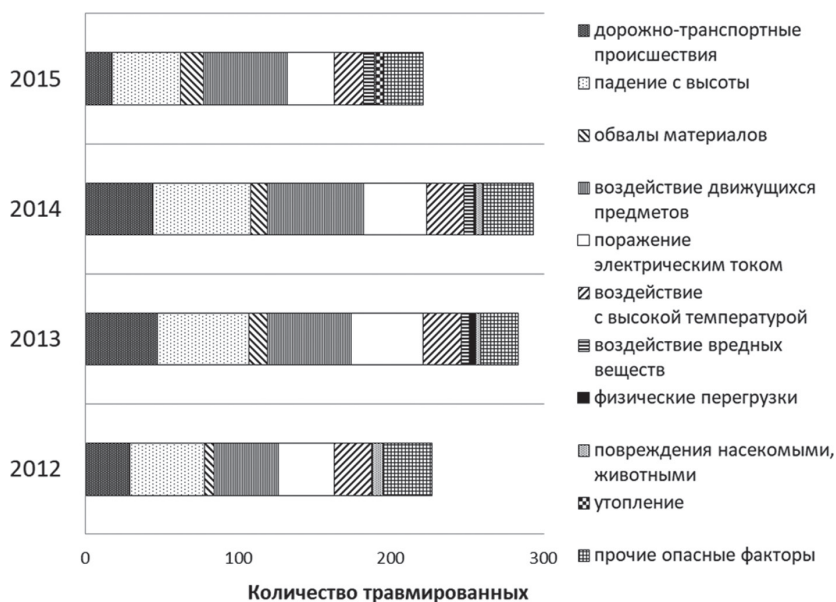 2015
2014
2013
2012
0
100
200
300
Количество травмированных
дорожно-транспортные
происшествия
падение с высоты
обвалы материалов
воздействие движущихся
предметов
поражение
электрическим током
воздействие
с высокой температурой
воздействие вредных
веществ
физические перегрузки
повреждения насекомыми,
животными
утопление
прочие опасные факторы